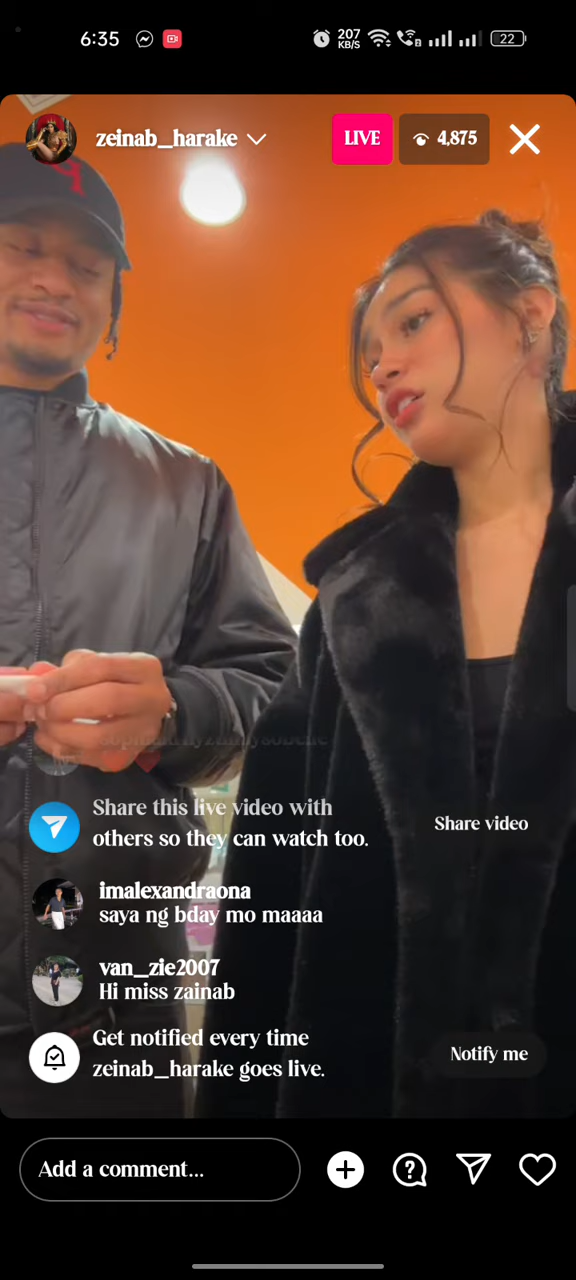 6:35
207
KB/S
22
zeinab_harake
LIVE
4,875
Share this live video with
others so they can watch too.
Share video
imalexandraona
saya ng bday mo maaaa
van_zie2007
Hi miss zainab
Get notified every time
zeinab_harake goes live.
Notify me
Add a comment...